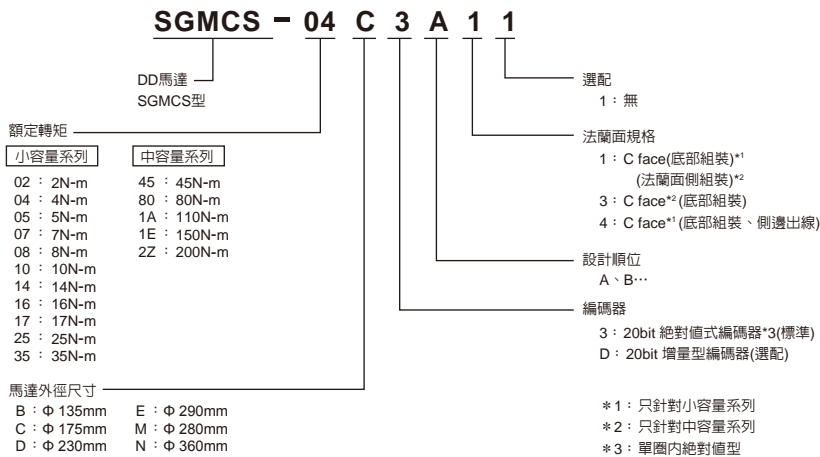 SGMCS - 04 C 3 A 1 1
DD馬達
SGMCS型
額定轉矩
小容量系列
02：2N-m
04：4N-m
05：5N-m
07：7N-m
08：8N-m
10：10N-m
14：14N-m
16：16N-m
17：17N-m
25：25N-m
35：35N-m
中容量系列
45：45N-m
80：80N-m
1A：110N-m
1E：150N-m
2Z：200N-m
馬達外徑尺寸
B：Φ 135mm
C：Φ 175mm
D：Φ 230mm
E：Φ 290mm
M：Φ 280mm
N：Φ 360mm
選配
1：無
法蘭面規格
1：C face(底部組裝)*1
(法蘭面側組裝)*2
3：C face*2 (底部組裝)
4：C face*1 (底部組裝、側邊出線)
設計順位
A、B…
編碼器
3：20bit 絕對值式編碼器*3(標準)
D：20bit 增量型編碼器(選配)
＊1：只針對小容量系列
＊2：只針對中容量系列
＊3：單圈內絕對值型